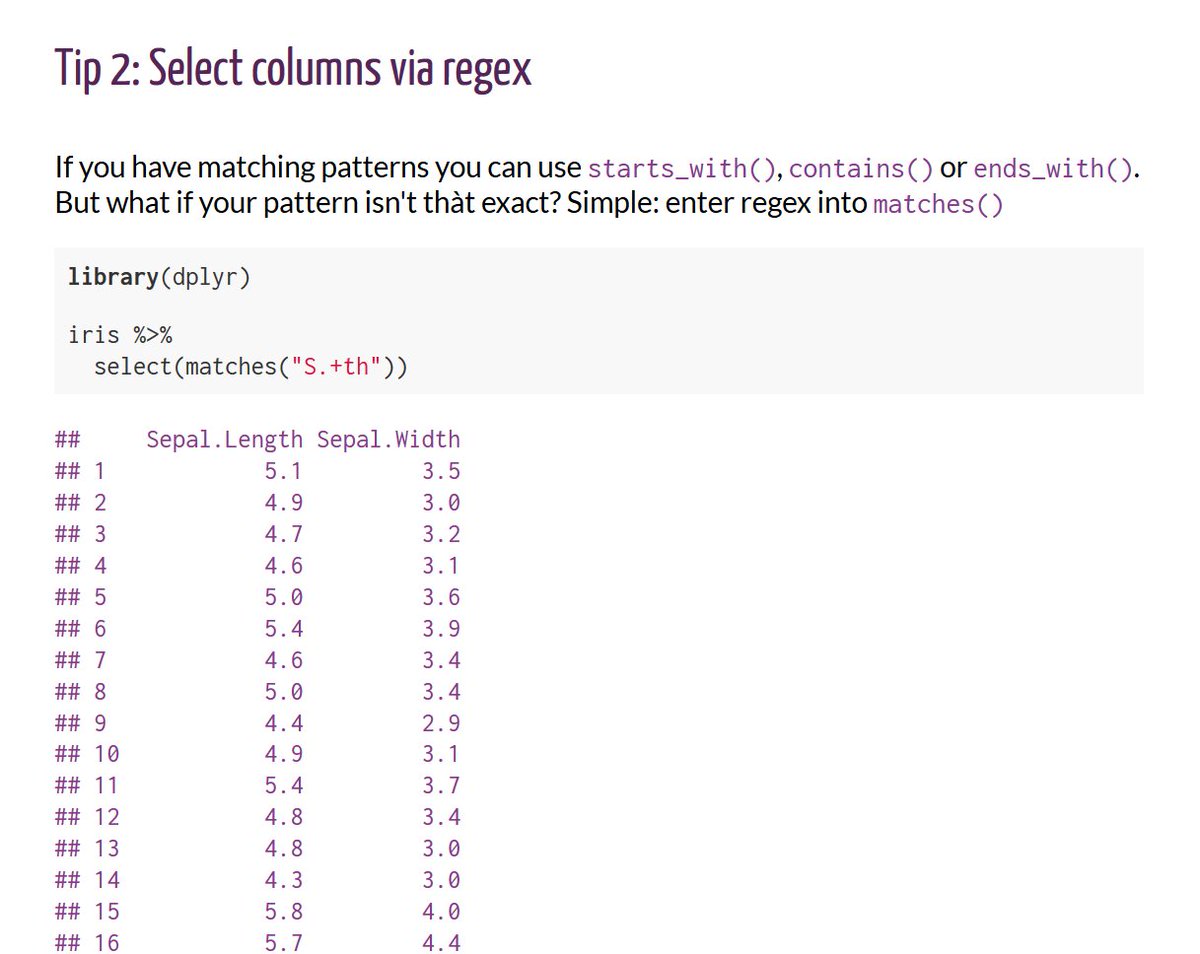 Tip 2: Select columns via regex
If you have matching patterns you can use starts_with(), contains() or ends_with().
But what if your pattern isn't thàt exact? Simple: enter regex into matches()
library(dplyr)
iris %>%
  select(matches("S.+th"))
##     Sepal.Length Sepal.Width
## 1            5.1         3.5
## 2            4.9         3.0
## 3            4.7         3.2
## 4            4.6         3.1
## 5            5.0         3.6
## 6            5.4         3.9
## 7            4.6         3.4
## 8            5.0         3.4
## 9            4.4         2.9
## 10           4.9         3.1
## 11           5.4         3.7
## 12           4.8         3.4
## 13           4.8         3.0
## 14           4.3         3.0
## 15           5.8         4.0
## 16           5.7         4.4